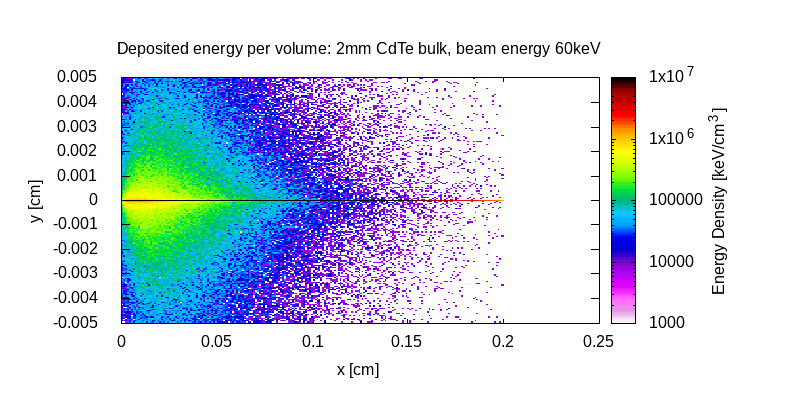 Deposited energy per volume: 2mm CdTe bulk, beam energy 60keV
0.005
0.004
0.003
0.002
0.001
0
-0.001
-0.002
-0.003
-0.004
-0.005
y [cm]
0 0.05 0.1 0.15 0.2 0.25
x [cm]
1x10^7
1x10^6
100000
10000
1000
Energy Density [keV/cm^3]